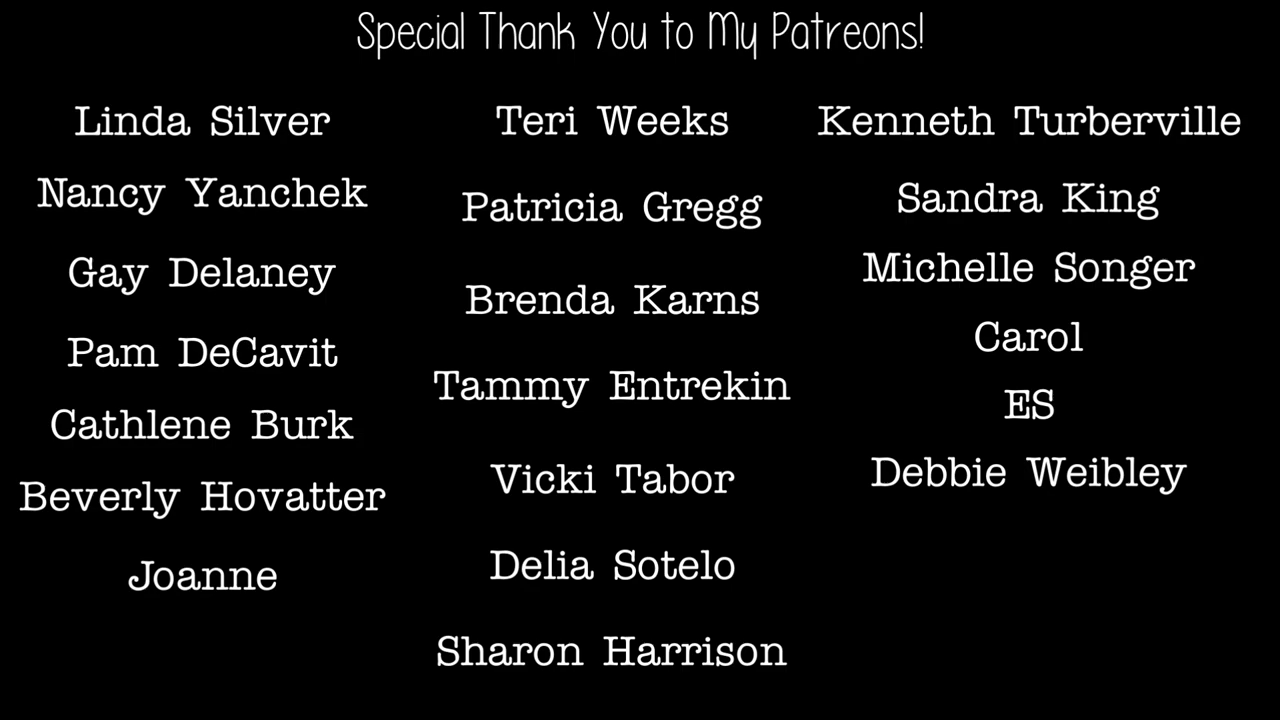 Special Thank You to My Patreons!
Linda Silver
Nancy Yanchek
Gay Delaney
Pam DeCavit
Cathlene Burk
Beverly Hovatter
Joanne
Teri Weeks
Patricia Gregg
Brenda Karns
Tammy Entrekin
Vicki Tabor
Delia Sotelo
Sharon Harrison
Kenneth Turberville
Sandra King
Michelle Songer
Carol
ES
Debbie Weibley